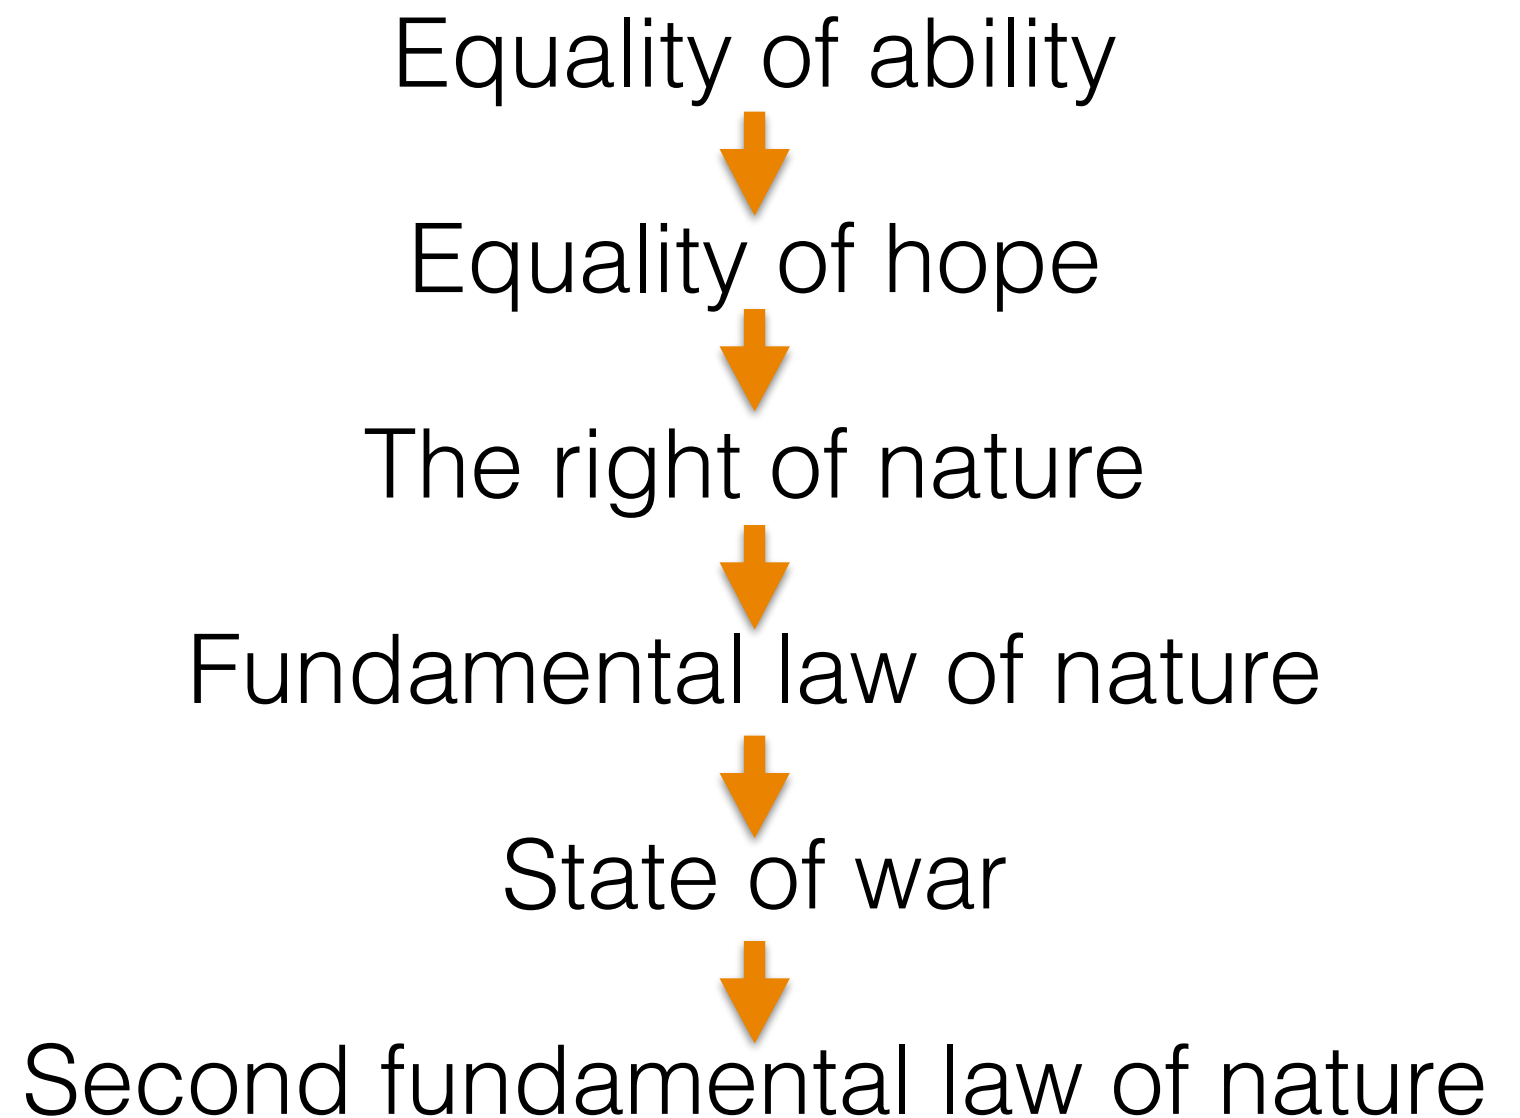 Equality of ability
Equality of hope
The right of nature
Fundamental law of nature
State of war
Second fundamental law of nature